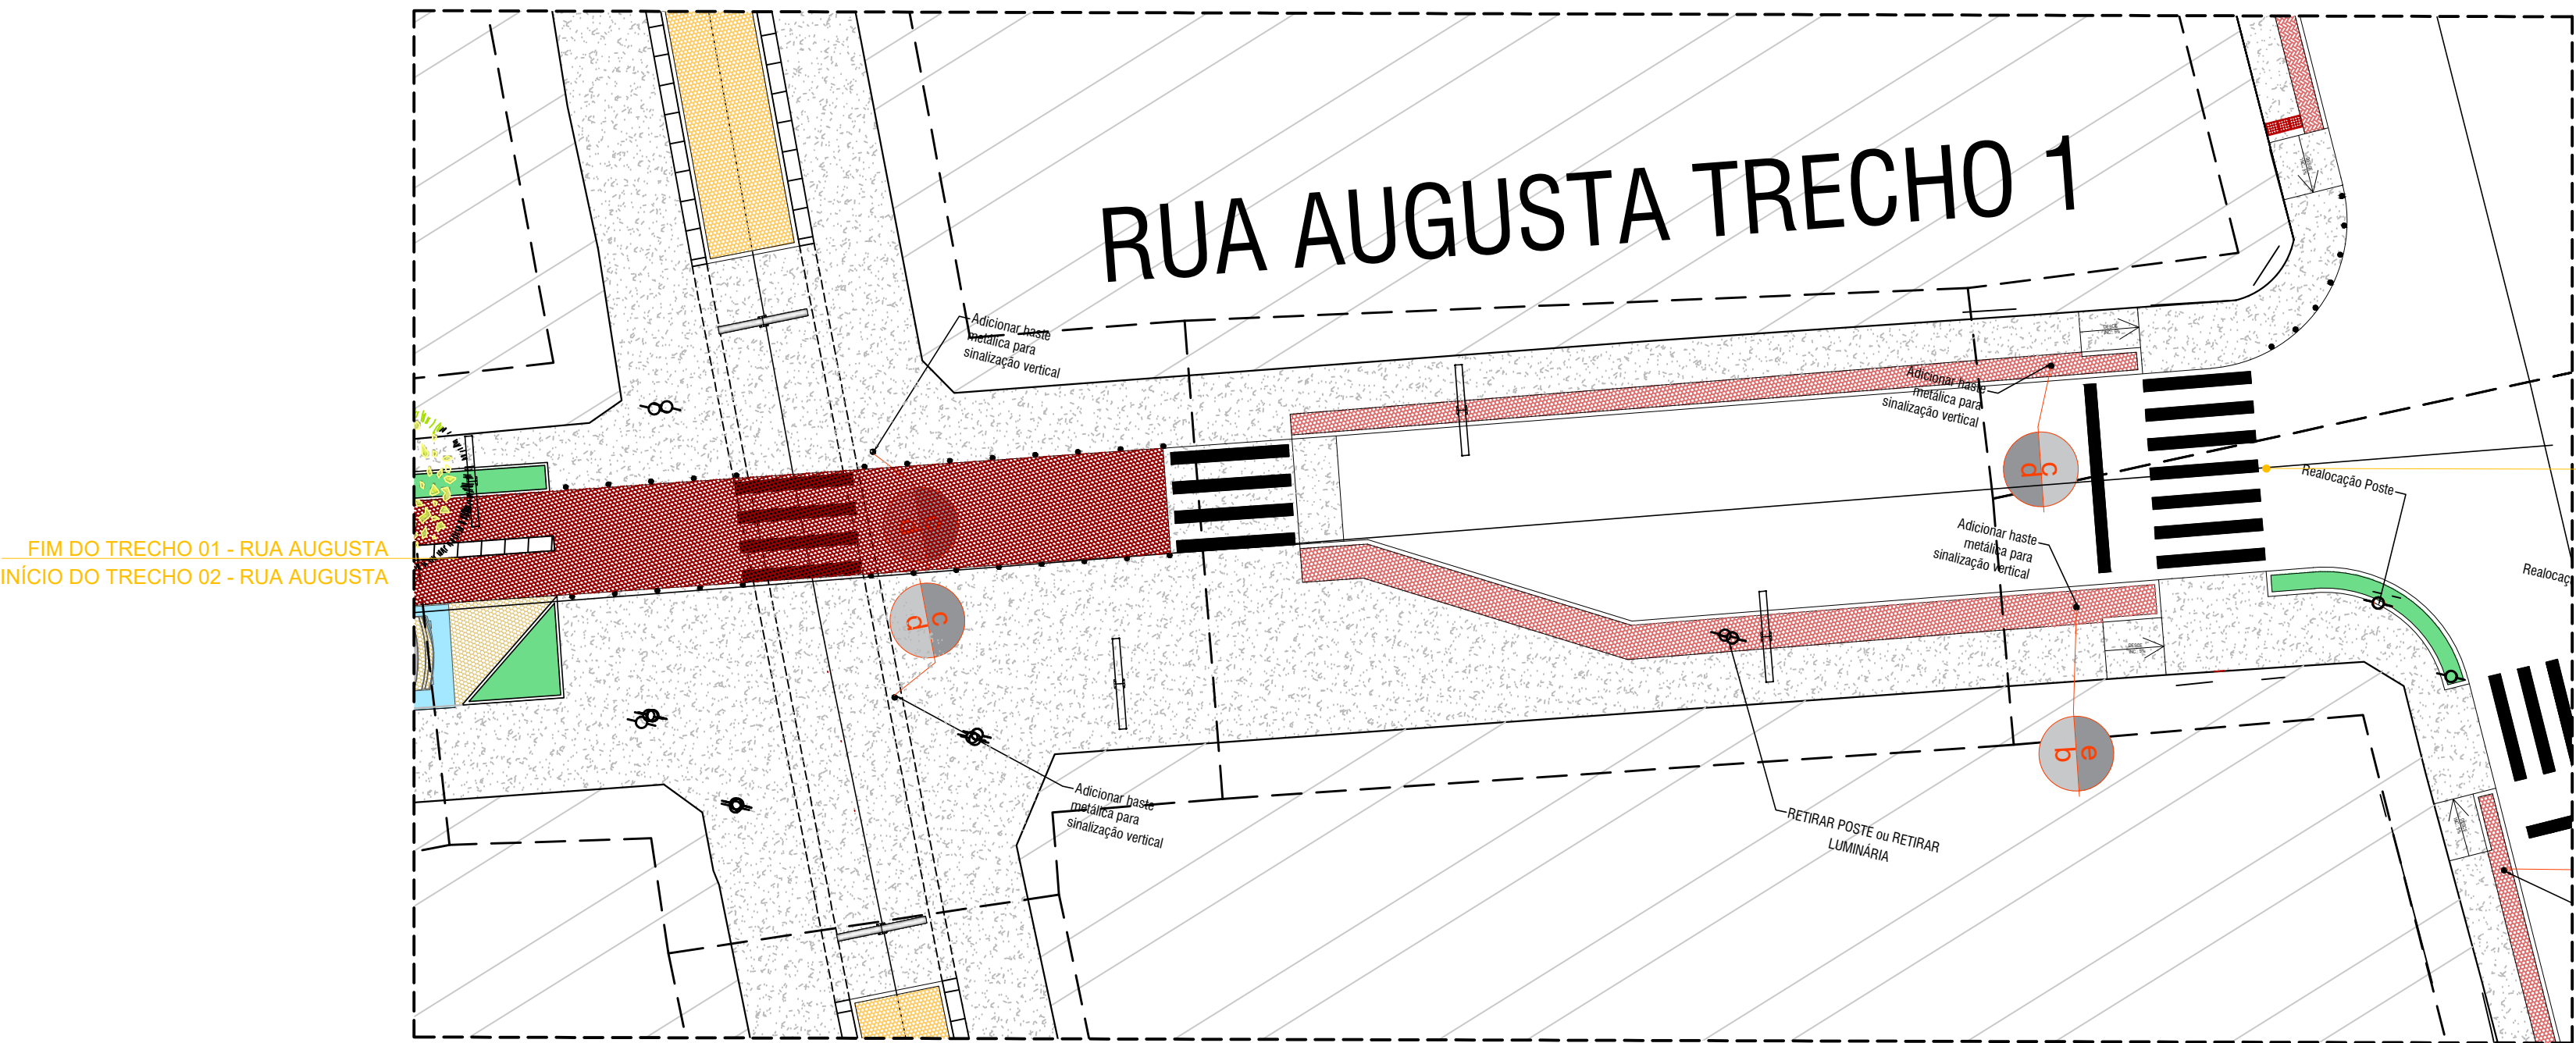 RUA AUGUSTA TRECHO 1
Adicionar haste
metálica para
sinalização vertical
Adicionar haste
metálica para
sinalização vertical
c
d
Realocação Poste
FIM DO TRECHO 01 - RUA AUGUSTA
INÍCIO DO TRECHO 02 - RUA AUGUSTA
Adicionar haste
metálica para
sinalização vertical
Realocaç
c
d
e
b
Adicionar haste
metálica para
sinalização vertical
RETIRAR POSTE ou RETIRAR
LUMINÁRIA